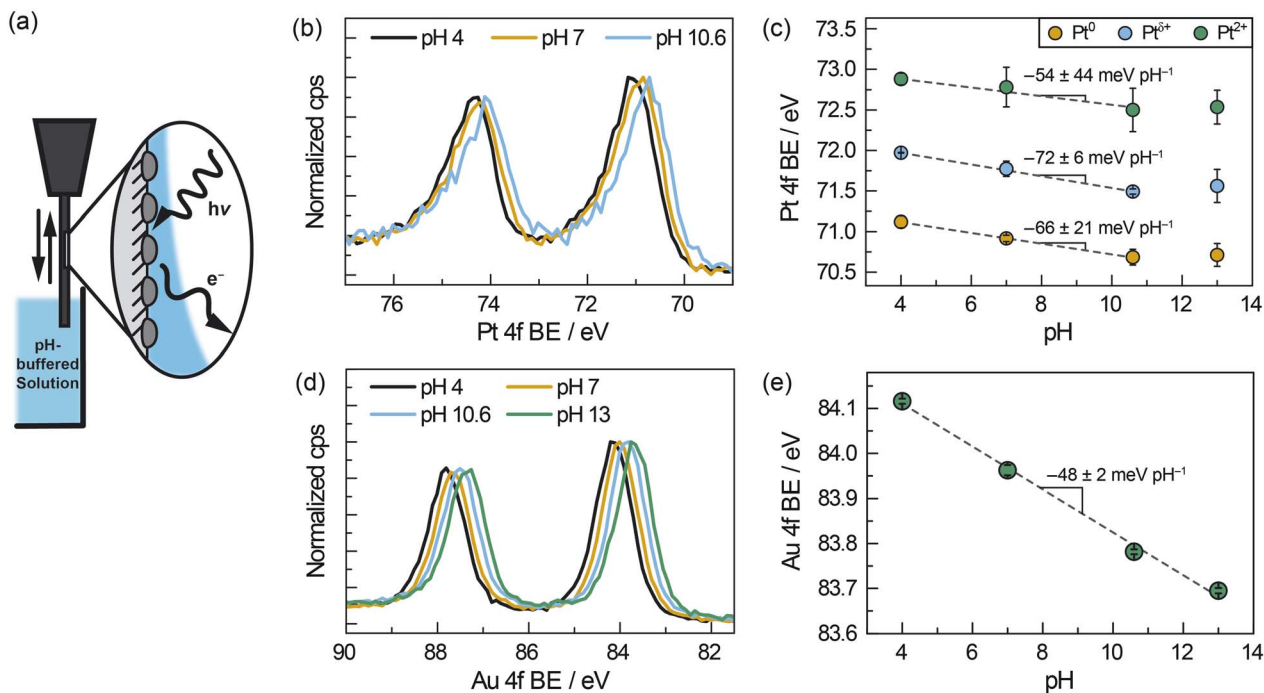 (a)
hν
e⁻
pH-
buffered
Solution
(b)
pH 4
pH 7
pH 10.6
Normalized cps
76
74
72
70
Pt 4f BE / eV
(c)
Pt⁰
Ptᵟ⁺
Pt²⁺
73.0
72.5
72.0
71.5
71.0
70.5
Pt 4f BE / eV
−54 ± 44 meV pH⁻¹
−72 ± 6 meV pH⁻¹
−66 ± 21 meV pH⁻¹
4
6
8
10
12
14
pH
(d)
pH 4
pH 7
pH 10.6
pH 13
Normalized cps
90
88
86
84
82
Au 4f BE / eV
(e)
84.1
84.0
83.9
83.8
83.7
83.6
Au 4f BE / eV
−48 ± 2 meV pH⁻¹
4
6
8
10
12
14
pH